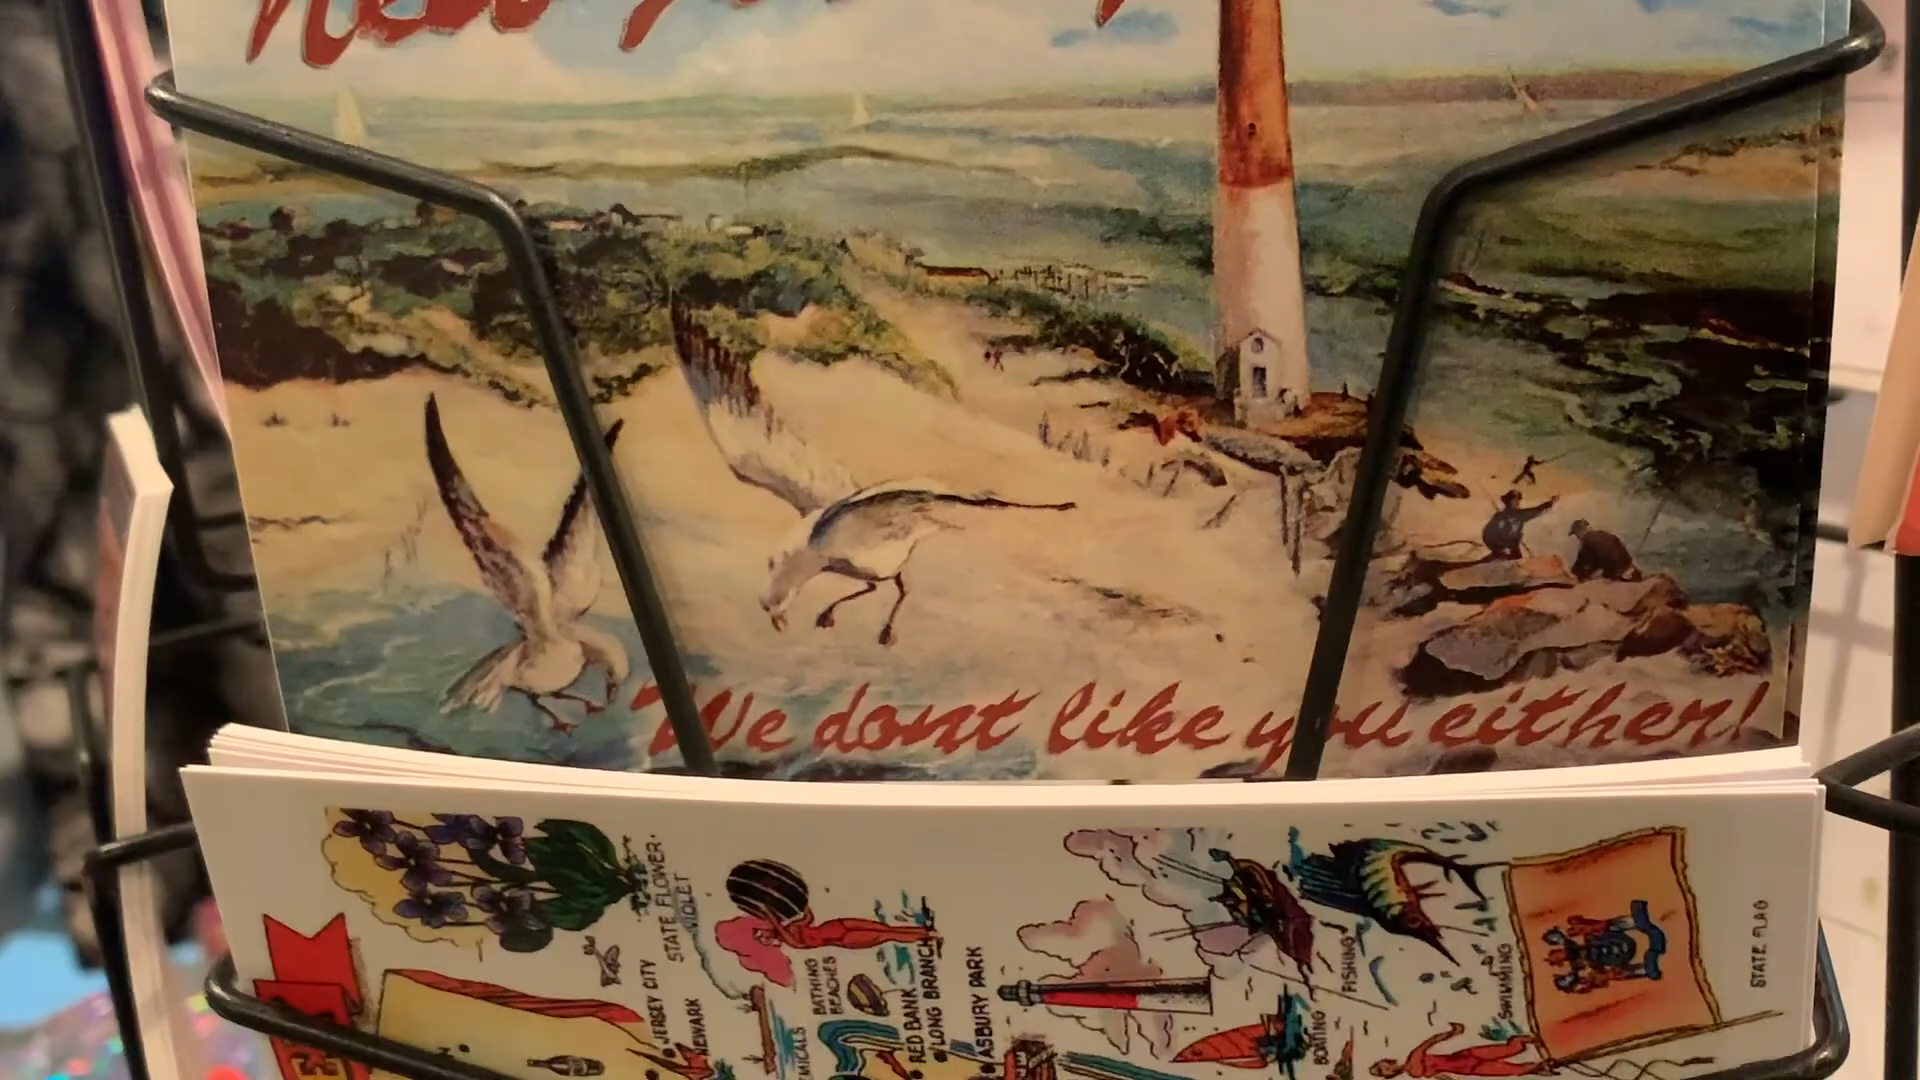 New
We dont like you either!
STATE FLOWER
VIOLET
JERSEY CITY
NEWARK
BATHING
BEACHES
RED BANK
LONG BRANCH
ASBURY PARK
FISHING
BOATING
SWIMMING
STATE FLAG